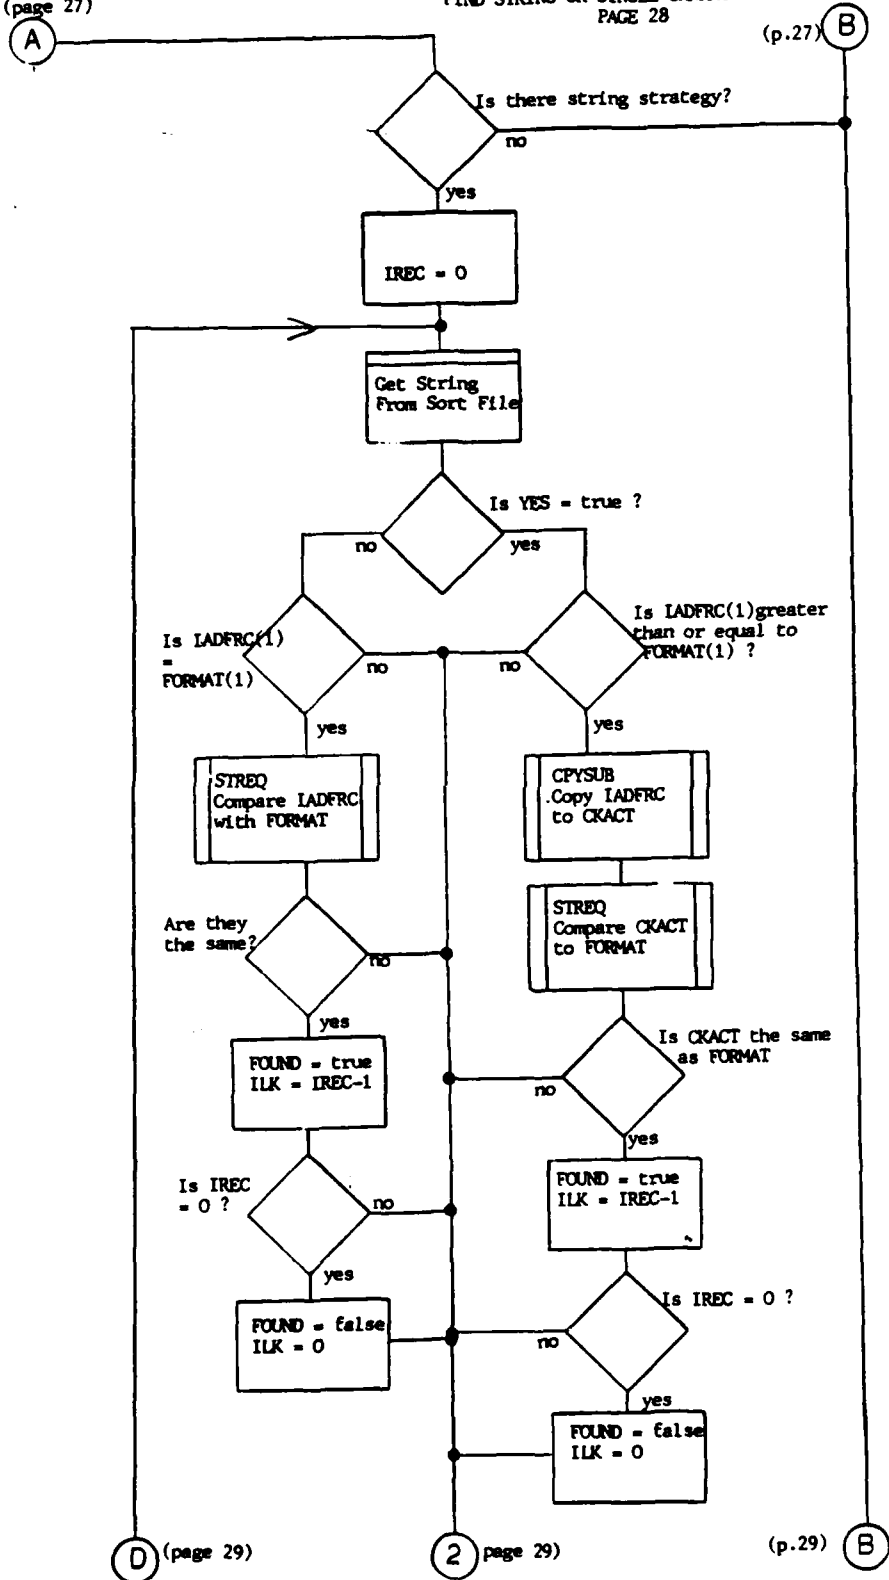 (page 27)
PAGE 28
A
(p.27)
B
Is there string strategy?
no
yes
IREC = 0
Get String
From Sort File
Is YES = true ?
no
yes
Is IADFRC(1)
=
FORMAT(1)
no
no
Is IADFRC(1)greater
than or equal to
FORMAT(1) ?
yes
yes
STREQ
Compare IADFRC
with FORMAT
CPYSUB
Copy IADFRC
to CKACT
STREQ
Compare CKACT
to FORMAT
Are they
the same?
no
yes
Is CKACT the same
as FORMAT
no
yes
FOUND = true
ILK = IREC-1
FOUND = true
ILK = IREC-1
Is IREC
= 0 ?
no
yes
Is IREC = 0 ?
no
yes
FOUND = false
ILK = 0
FOUND = false
ILK = 0
D
(page 29)
2
page 29)
(p.29)
B